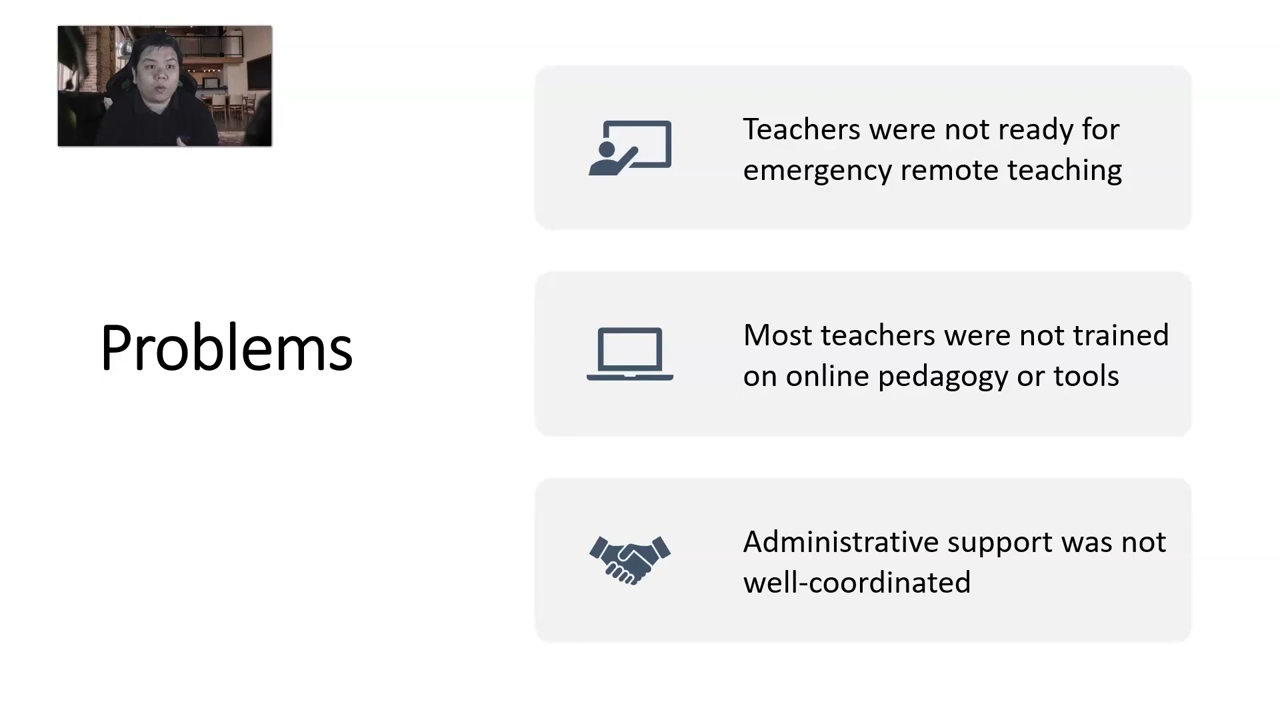 Problems
Teachers were not ready for
emergency remote teaching
Most teachers were not trained
on online pedagogy or tools
Administrative support was not
well-coordinated